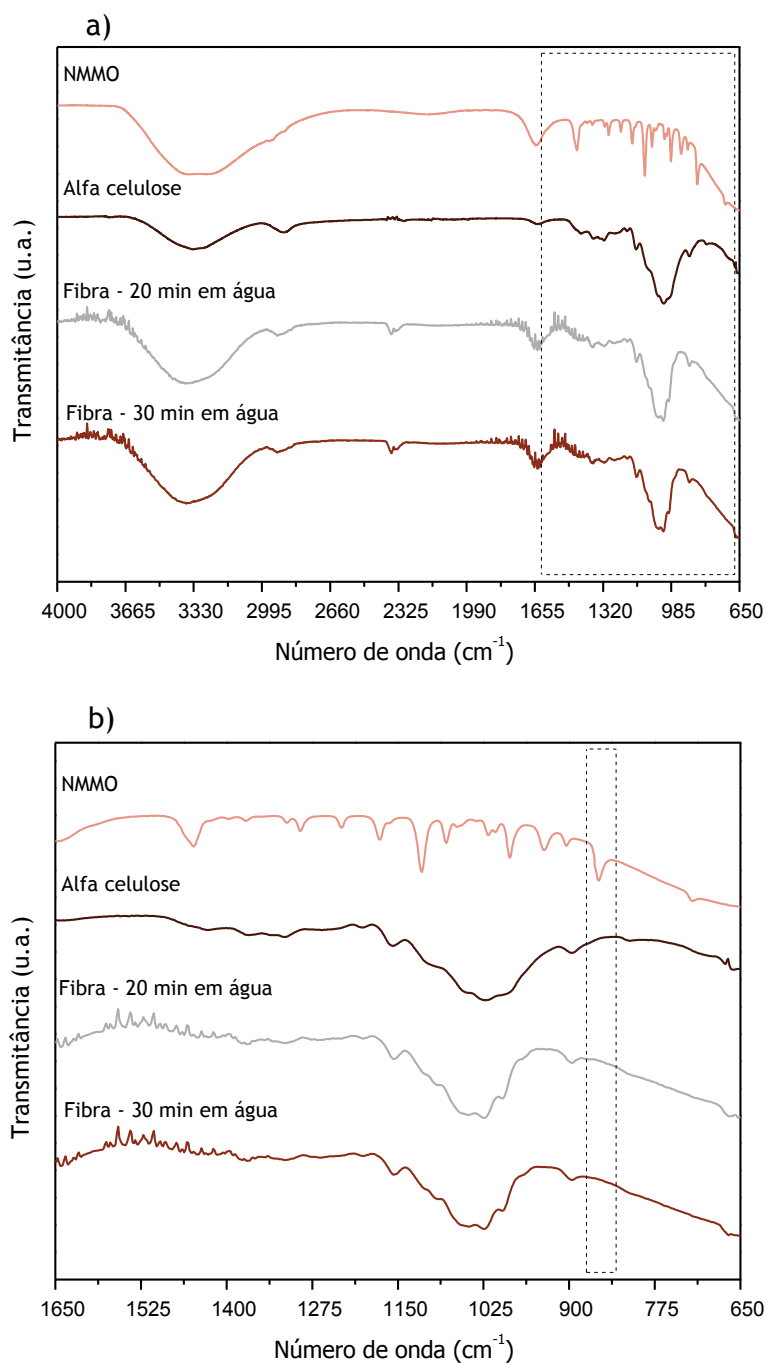 a)
NMMO
Alfa celulose
Fibra - 20 min em água
Fibra - 30 min em água
Transmitância (u.a.)
4000 3665 3330 2995 2660 2325 1990 1655 1320 985 650
Número de onda (cm⁻¹)
b)
NMMO
Alfa celulose
Fibra - 20 min em água
Fibra - 30 min em água
Transmitância (u.a.)
1650 1525 1400 1275 1150 1025 900 775 650
Número de onda (cm⁻¹)